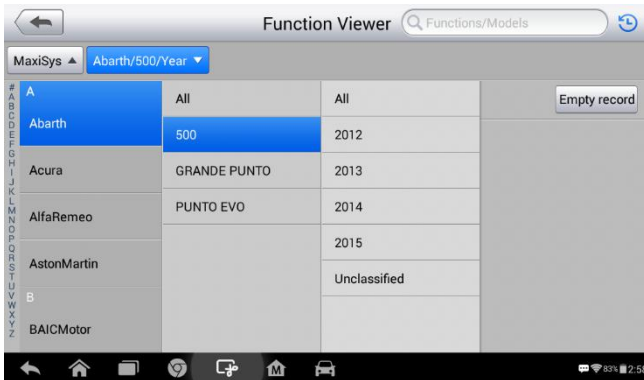 Function Viewer
Functions/Models
MaxiSys ▲
Abarth/500/Year ▼
#
A
B
C
D
E
F
G
H
I
J
K
L
M
N
O
P
Q
R
S
T
U
V
W
X
Y
Z
A
Abarth
Acura
AlfaRomeo
AstonMartin
B
BAICMotor
All
500
GRANDE PUNTO
PUNTO EVO
All
2012
2013
2014
2015
Unclassified
Empty record
M
83%